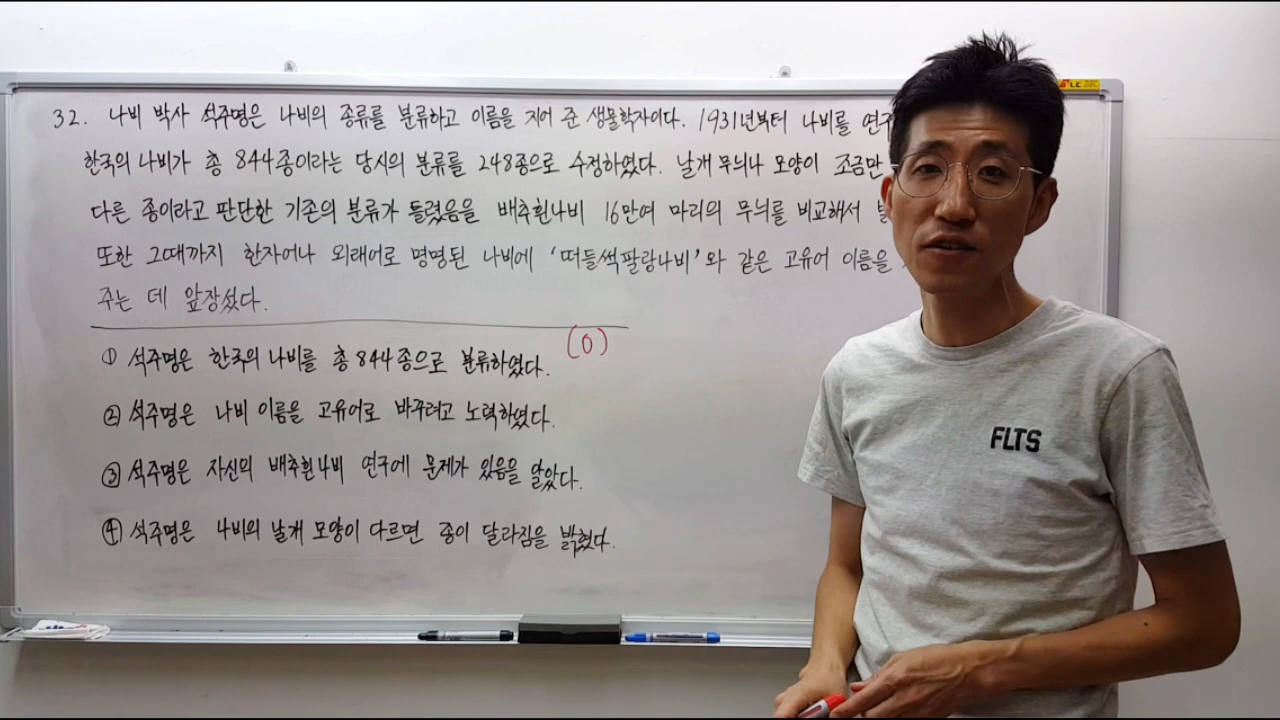 32. 나비 박사 석주명은 나비의 종류를 분류하고 이름을 지어 준 생물학자이다. 1931년부터 나비를
한국의 나비가 총 844종이라는 당시의 분류를 248종으로 수정하였다. 날개 무늬나 모양이 조금만
다른 종이라고 판단한 기존의 분류가 틀렸음을 배추흰나비 16만여 마리의 무늬를 비교해서
또한 그때까지 한자어나 외래어로 명명된 나비에 '떠들썩팔랑나비'와 같은 고유어 이름을
주는 데 앞장섰다.
(0)
① 석주명은 한국의 나비를 총 844종으로 분류하였다.
② 석주명은 나비 이름을 고유어로 바꾸려고 노력하였다.
③ 석주명은 자신의 배추흰나비 연구에 문제가 있음을 알았다.
④ 석주명은 나비의 날개 모양이 다르면 종이 달라짐을 밝혔다.
FLTS
LC